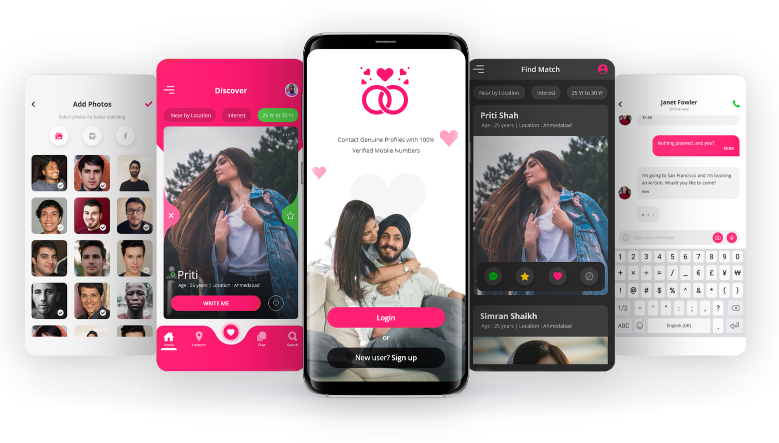 Add Photos
Select photos for better matching
Discover
Near by Location
Interest
25 Yr to 30 Yr
Priti
Age : 25 years | Location : Ahmedabad
WRITE ME
Home
Location
Chat
Search
Contact Genuine Profiles with 100%
Verified Mobile Numbers
Login
or
New user? Sign up
Find Match
Near by Location
Interest
25 Yr to 30 Yr
Priti Shah
Age : 25 years | Location : Ahmedabad
Simran Shaikh
Age : 25 years | Location : Ahmedabad
Janet Fowler
Nothing planned, and you?
I'm going to San Francisco and I'm booking
an Airbnb. Would you like to come?
now
Type your message
1 2 3 4 5 6 7 8 9 0
+ × ÷ = / _ € £ ¥ ₩
! @ # $ % ^ & * ( )
1/2 - ' " : ; , ?
ABC English (UK) .